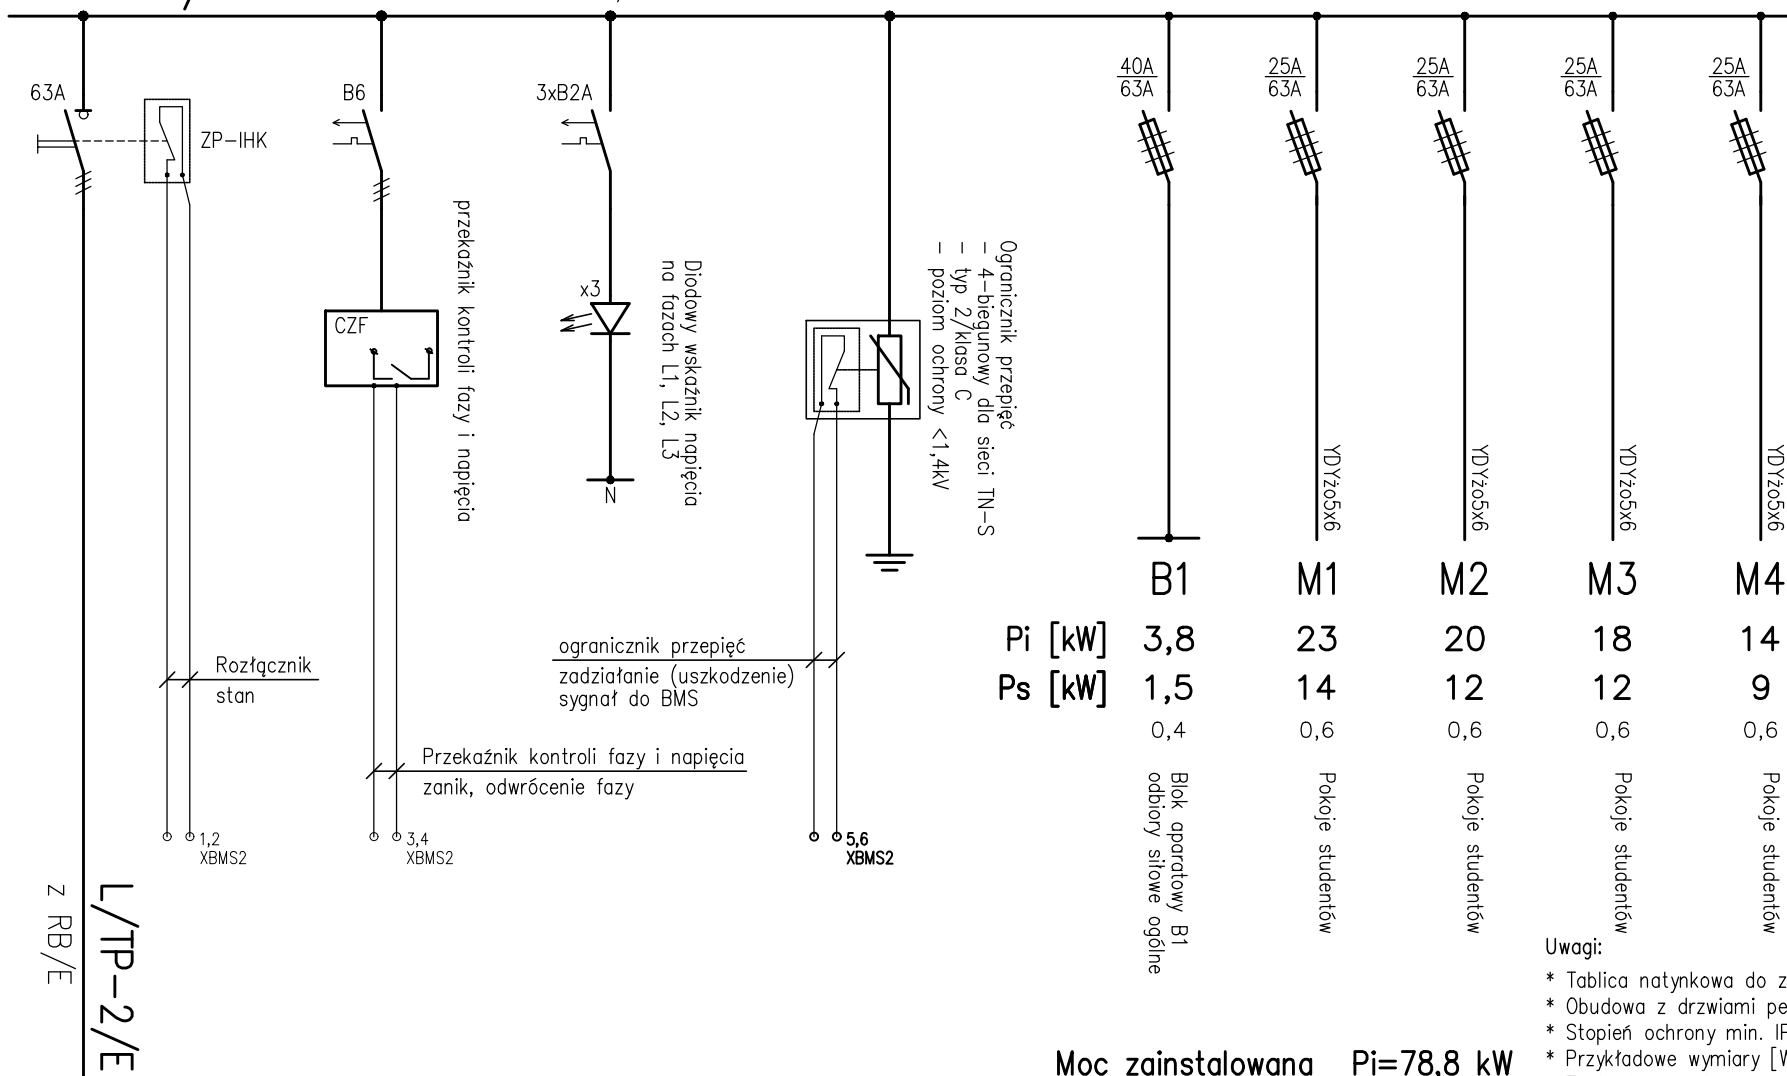 63A
ZP-IHK
B6
3xB2A
40A
63A
25A
63A
25A
63A
25A
63A
25A
63A
przekaźnik kontroli fazy i napięcia
CZF
x3
N
Diodowy wskaźnik napięcia
na fazach L1, L2, L3
Ogranicznik przepięć
- 4-biegunowy dla sieci TN-S
- typ 2/klasa C
- poziom ochrony <1,4kV
YDYżo5x6
YDYżo5x6
YDYżo5x6
YDYżo5x6
B1 M1 M2 M3 M4
Pi [kW] 3,8 23 20 18 14
Ps [kW] 1,5 14 12 12 9
0,4 0,6 0,6 0,6 0,6
Blok aparatowy B1
odbiory siłowe ogólne
Pokoje studentów
Pokoje studentów
Pokoje studentów
Pokoje studentów
Rozłącznik
stan
ogranicznik przepięć
zadziałanie (uszkodzenie)
sygnał do BMS
Przekaźnik kontroli fazy i napięcia
zanik, odwrócenie fazy
1,2
XBMS2
3,4
XBMS2
5,6
XBMS2
L/TP-2/E
z RB/E
Uwagi:
* Tablica natynkowa do z
* Obudowa z drzwiami pe
* Stopień ochrony min. IP
* Przykładowe wymiary [W
Moc zainstalowana Pi=78,8 kW